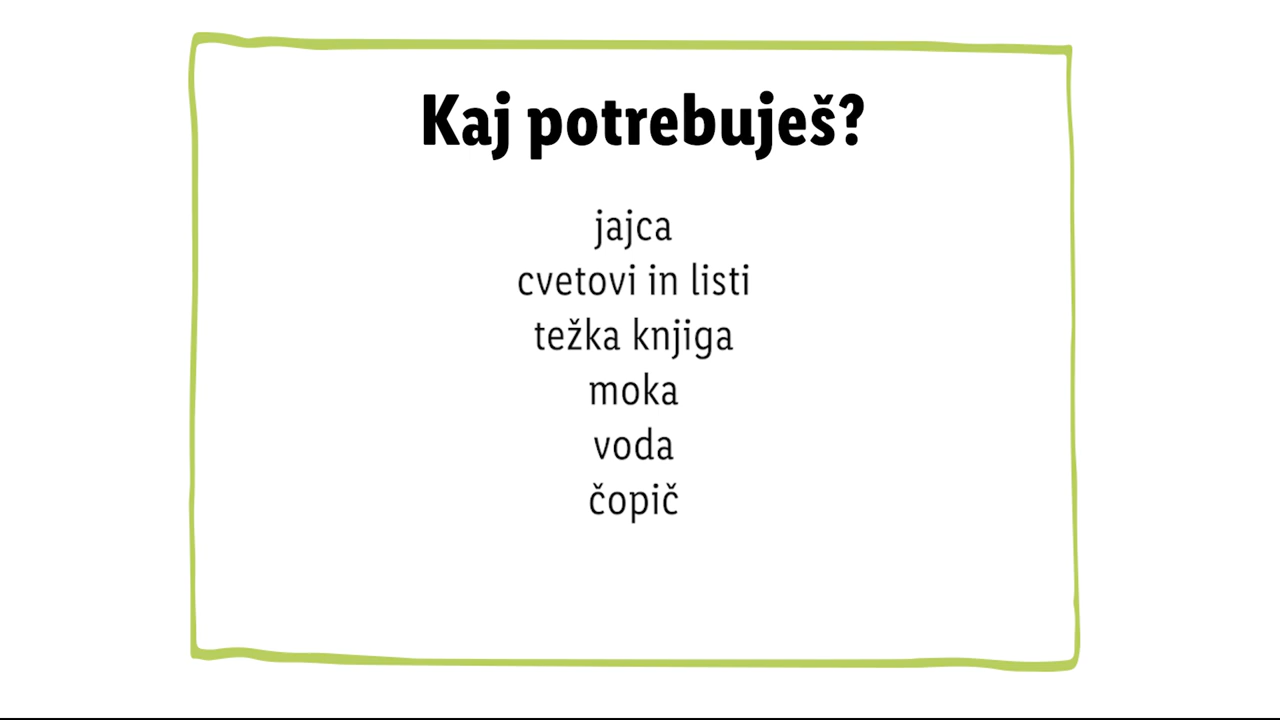 Kaj potrebuješ?
jajca
cvetovi in listi
težka knjiga
moka
voda
čopič